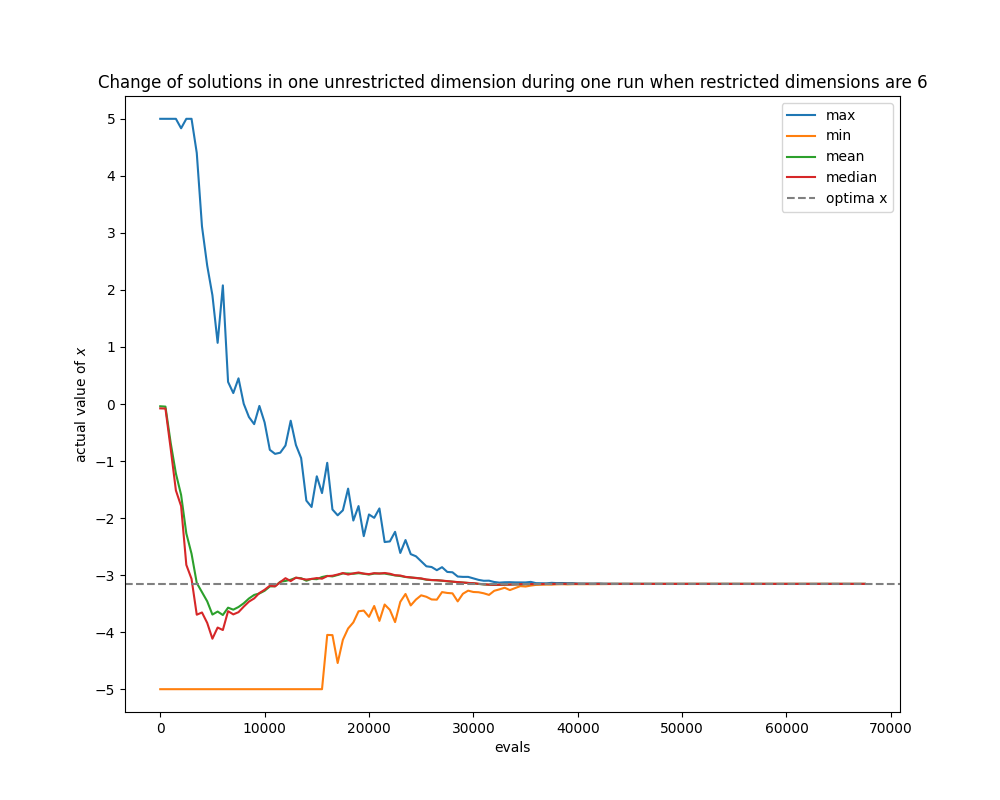 Change of solutions in one unrestricted dimension during one run when restricted dimensions are 6
max
min
mean
median
optima x
actual value of x
5
4
3
2
1
0
−1
−2
−3
−4
−5
0 10000 20000 30000 40000 50000 60000 70000
evals